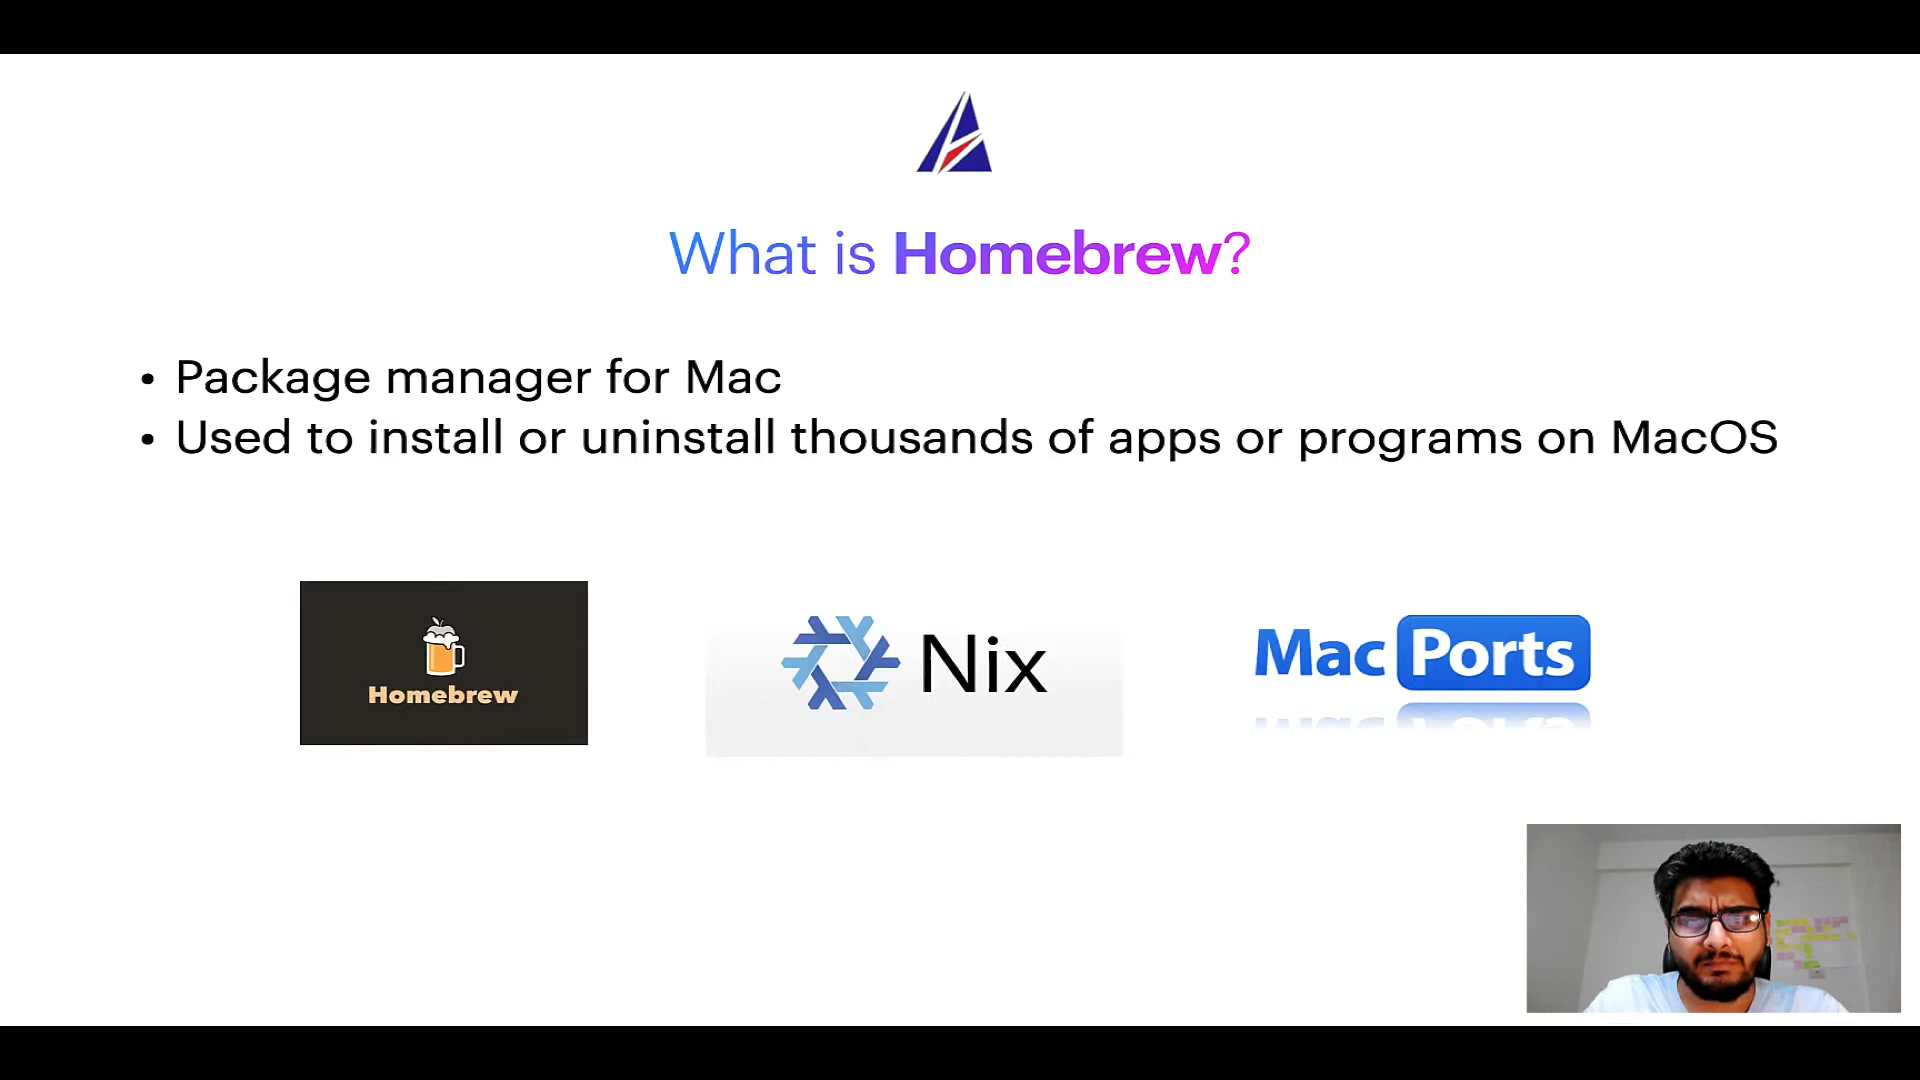 What is Homebrew?
• Package manager for Mac
• Used to install or uninstall thousands of apps or programs on MacOS
Homebrew
Nix
MacPorts